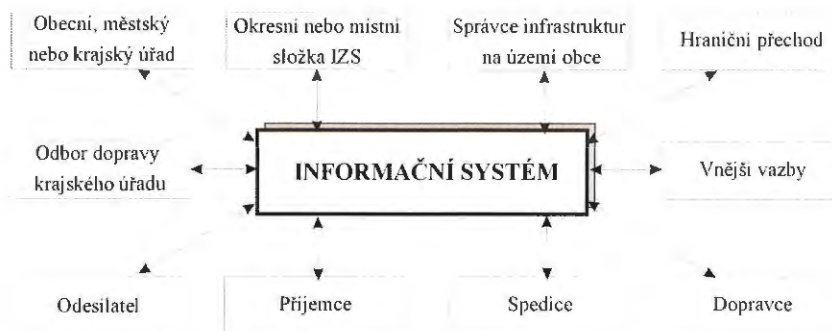 Obecní, městský
nebo krajský úřad
Okresní nebo místní
složka IZS
Správce infrastruktur
na území obce
Hraniční přechod
Odbor dopravy
krajského úřadu
INFORMAČNÍ SYSTÉM
Vnější vazby
Odesílatel
Příjemce
Spedice
Dopravce